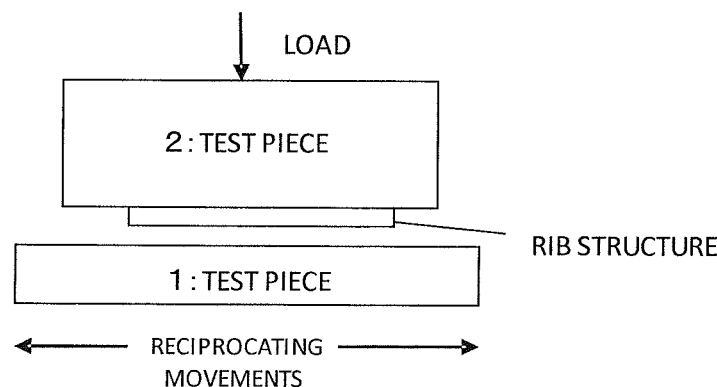 LOAD
2 : TEST PIECE
RIB STRUCTURE
1 : TEST PIECE
RECIPROCATING
MOVEMENTS